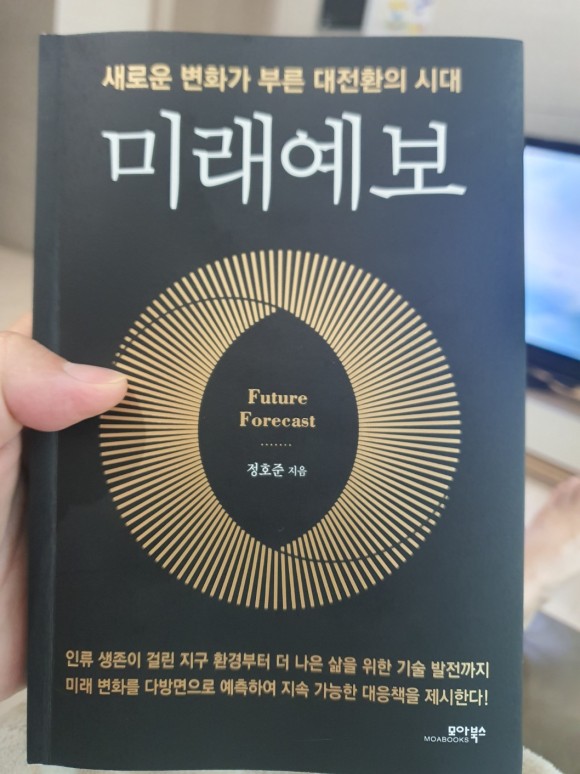 새로운 변화가 부른 대전환의 시대
미래예보
Future
Forecast
정호준 지음
인류 생존이 걸린 지구 환경부터 더 나은 삶을 위한 기술 발전까지
미래 변화를 다방면으로 예측하여 지속 가능한 대응책을 제시한다!
모아북스
MOABOOKS